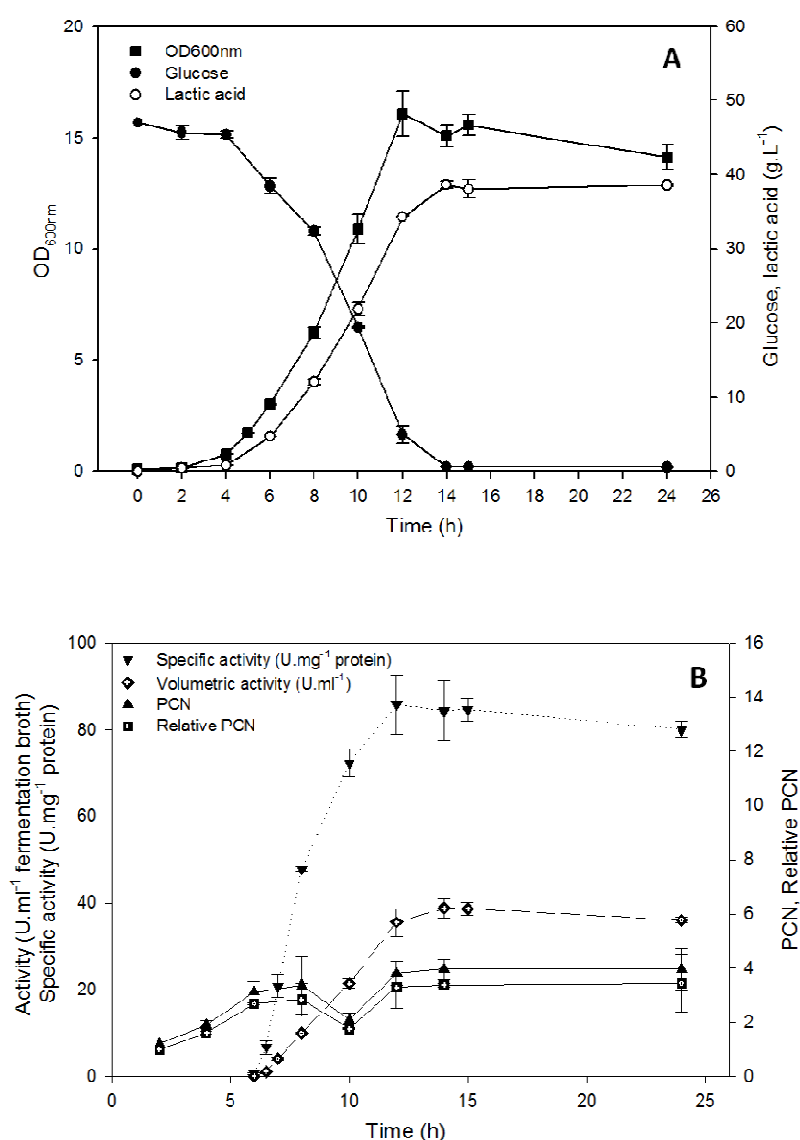 A
OD600nm
Glucose
Lactic acid
20
15
10
5
0
60
50
40
30
20
10
0
OD600nm
Glucose, lactic acid (g.L-1)
0 2 4 6 8 10 12 14 16 18 20 22 24 26
Time (h)
B
Specific activity (U.mg-1 protein)
Volumetric activity (U.ml-1)
PCN
Relative PCN
100
80
60
40
20
0
16
14
12
10
8
6
4
2
0
Activity (U.ml-1 fermentation broth)
Specific activity (U.mg-1 protein)
PCN, Relative PCN
0 5 10 15 20 25
Time (h)